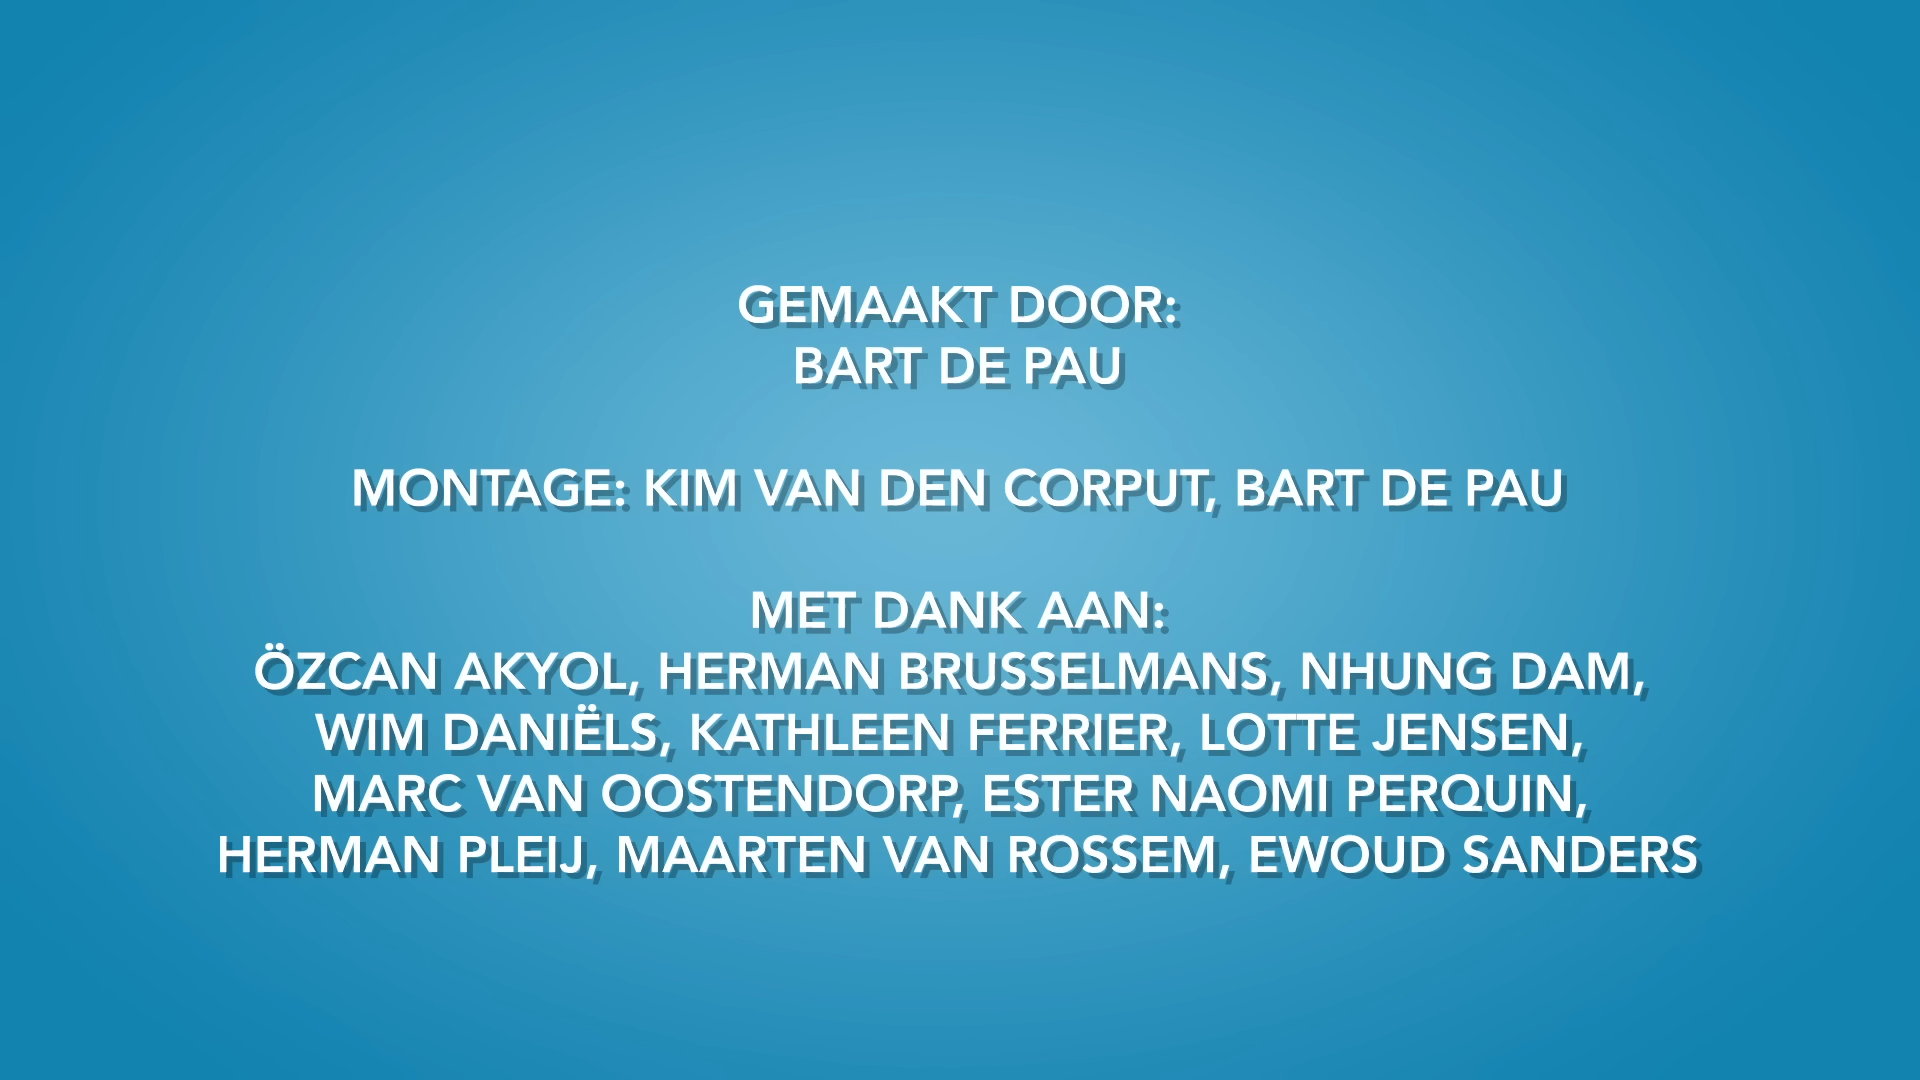 GEMAAKT DOOR:
BART DE PAU
MONTAGE: KIM VAN DEN CORPUT, BART DE PAU
MET DANK AAN:
ÖZCAN AKYOL, HERMAN BRUSSELMANS, NHUNG DAM,
WIM DANIËLS, KATHLEEN FERRIER, LOTTE JENSEN,
MARC VAN OOSTENDORP, ESTER NAOMI PERQUIN,
HERMAN PLEIJ, MAARTEN VAN ROSSEM, EWOUD SANDERS